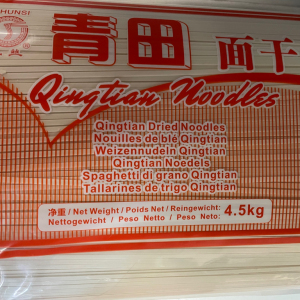 HUNSI
青田 面干
Qingtian Noodles
Qingtian Dried Noodles
Nouilles de blé Qingtian
Weizennudeln Qingtian
Qingtian Noedels
Spaghetti di grano Qingtian
Tallarines de trigo Qingtian
净重 / Net Weight / Poids Net / Reingewicht: 4.5kg
Nettogewicht / Peso Netto / Peso Neto: